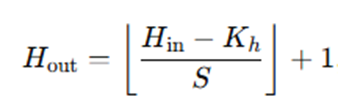 H_out = ⌊(H_in − K_h) / S⌋ + 1